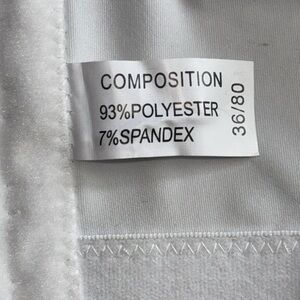 COMPOSITION
93%POLYESTER
7%SPANDEX
36/80